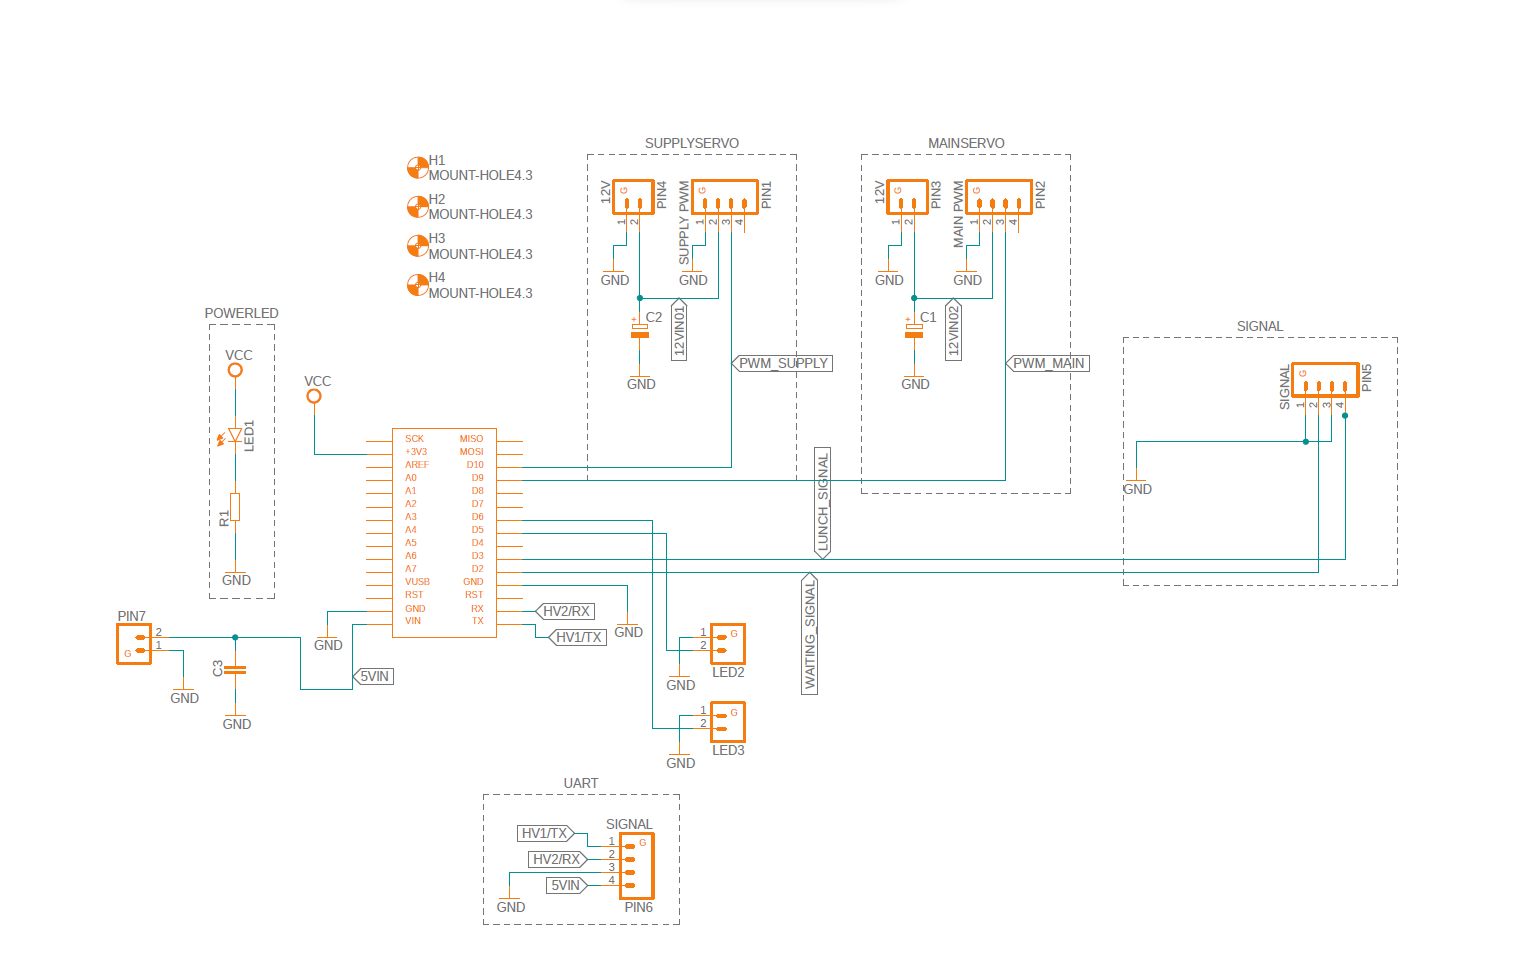 SUPPLYSERVO
12V
G
1
2
PIN4
SUPPLY PWM
G
1
2
3
4
PIN1
GND
GND
12VIN01
C2
+
GND
PWM_SUPPLY
MAINSERVO
12V
G
1
2
PIN3
MAIN PWM
G
1
2
3
4
PIN2
GND
GND
12VIN02
C1
+
GND
PWM_MAIN
H1
MOUNT-HOLE4.3
H2
MOUNT-HOLE4.3
H3
MOUNT-HOLE4.3
H4
MOUNT-HOLE4.3
POWERLED
VCC
LED1
R1
GND
VCC
SIGNAL
SIGNAL
G
1
2
3
4
PIN5
GND
SCK MISO
+3V3 MOSI
AREF D10
A0 D9
A1 D8
A2 D7
A3 D6
A4 D5
A5 D4
A6 D3
A7 D2
VUSB GND
RST RST
GND RX
VIN TX
LUNCH_SIGNAL
WAITING_SIGNAL
HV2/RX
HV1/TX
GND
GND
5VIN
PIN7
2
1
G
GND
C3
GND
1
2
G
LED2
GND
1
2
G
LED3
GND
UART
SIGNAL
HV1/TX
HV2/RX
5VIN
1
2
3
4
G
GND
PIN6